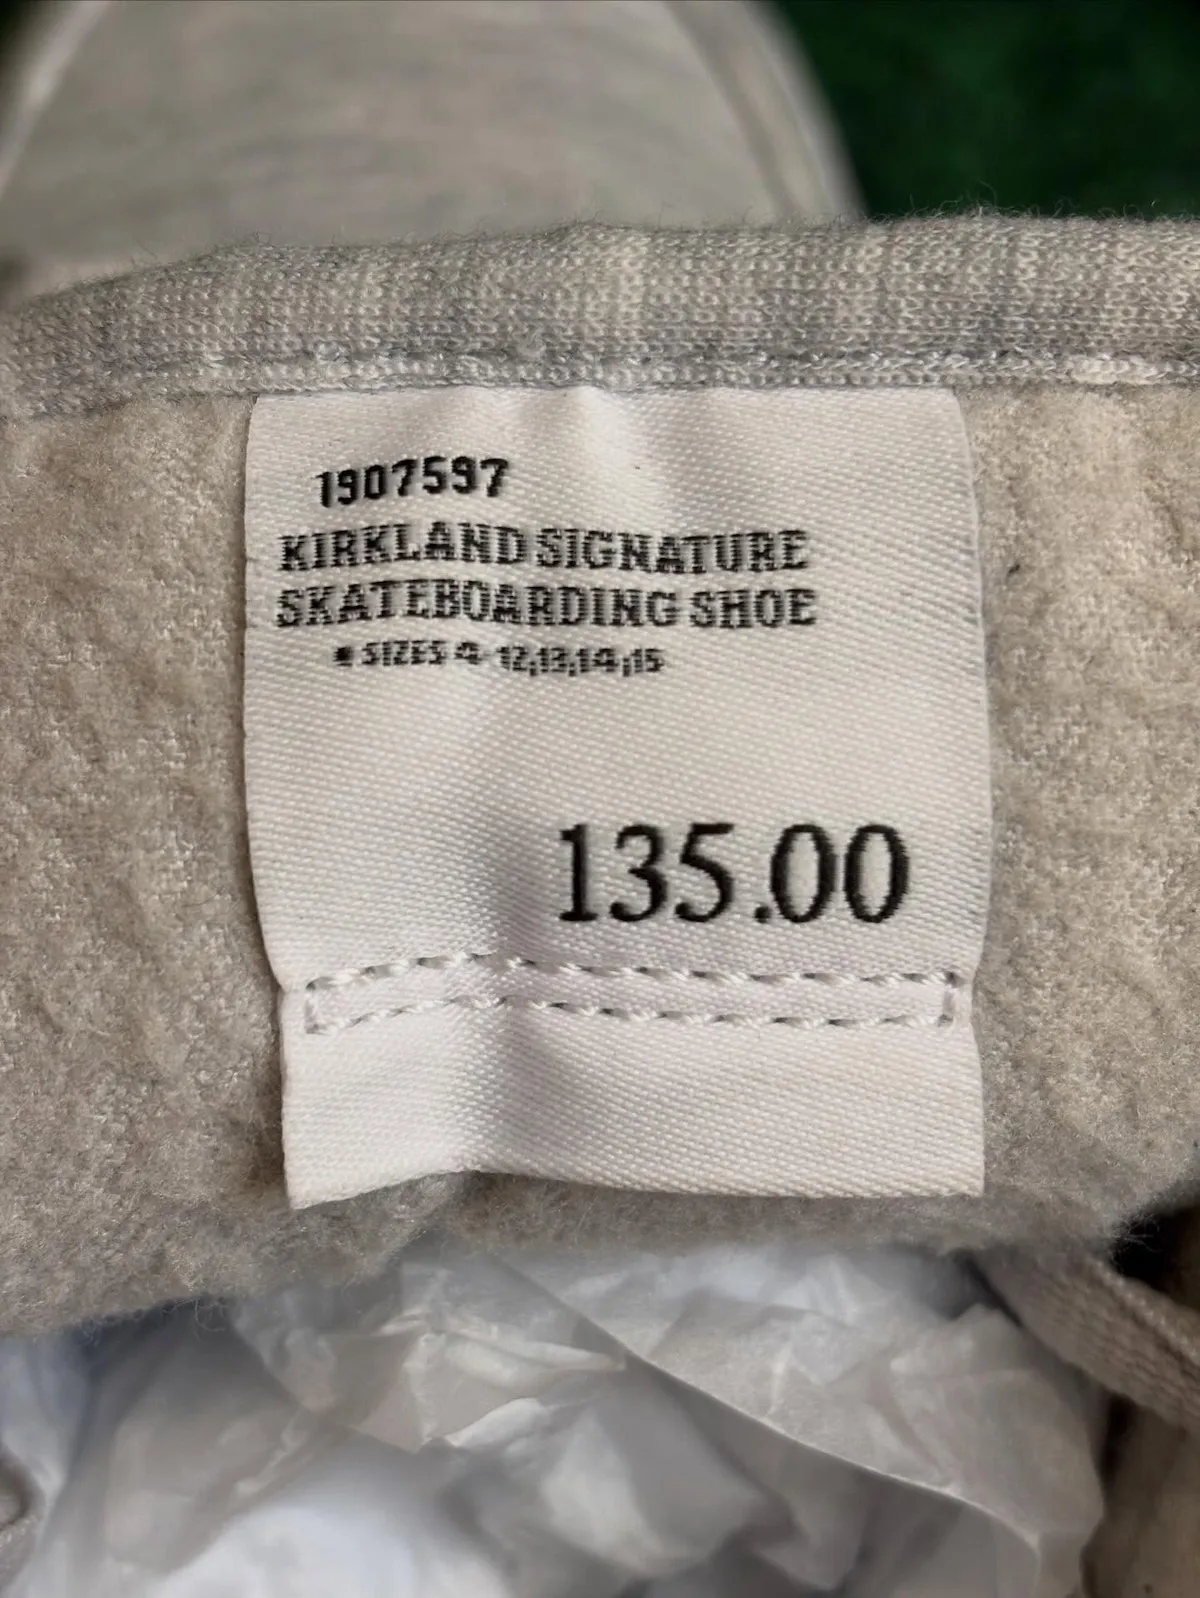 1907597
KIRKLAND SIGNATURE
SKATEBOARDING SHOE
• SIZES 4-12,13,14,15
135.00